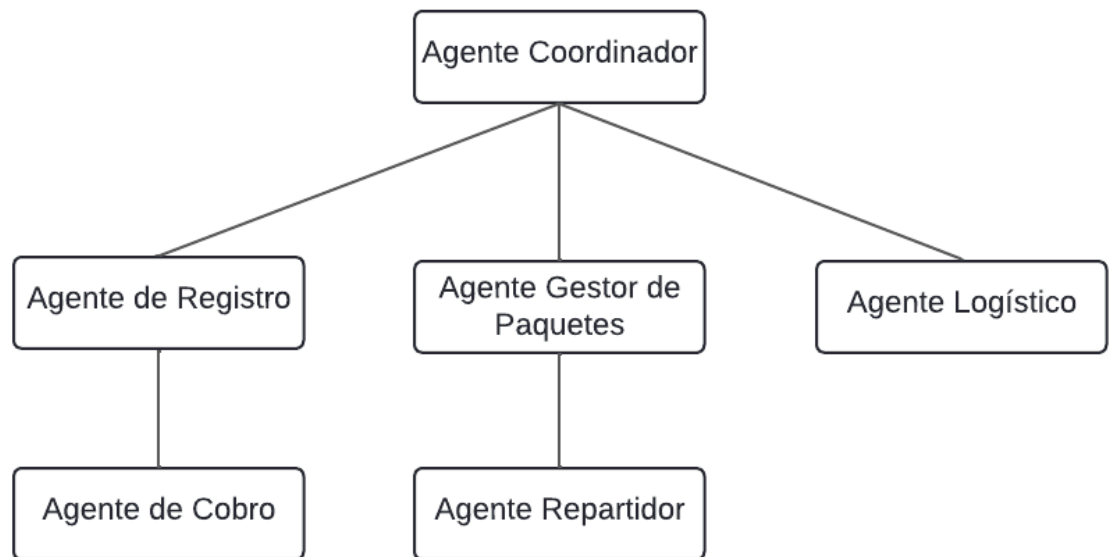 Agente Coordinador
Agente de Registro
Agente Gestor de
Paquetes
Agente Logístico
Agente de Cobro
Agente Repartidor